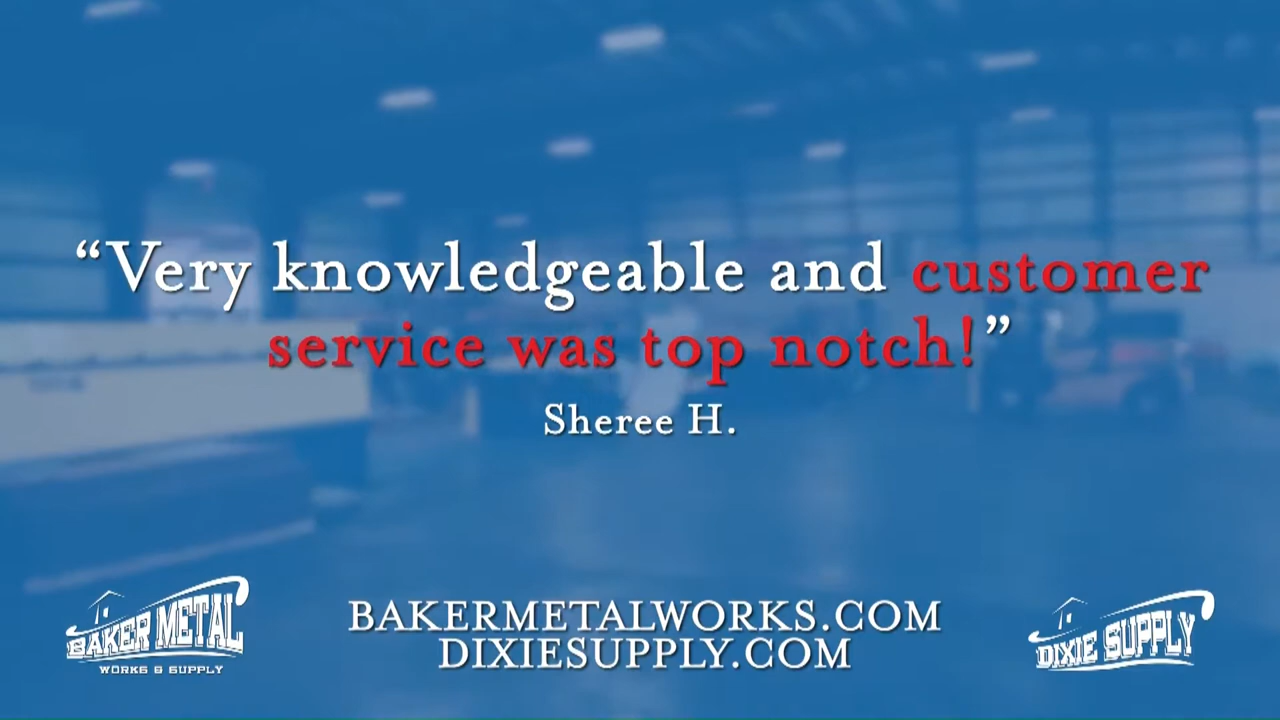 “Very knowledgeable and customer
service was top notch!”
Sheree H.
BAKER METAL
WORKS & SUPPLY
BAKERMETALWORKS.COM
DIXIESUPPLY.COM
DIXIE SUPPLY